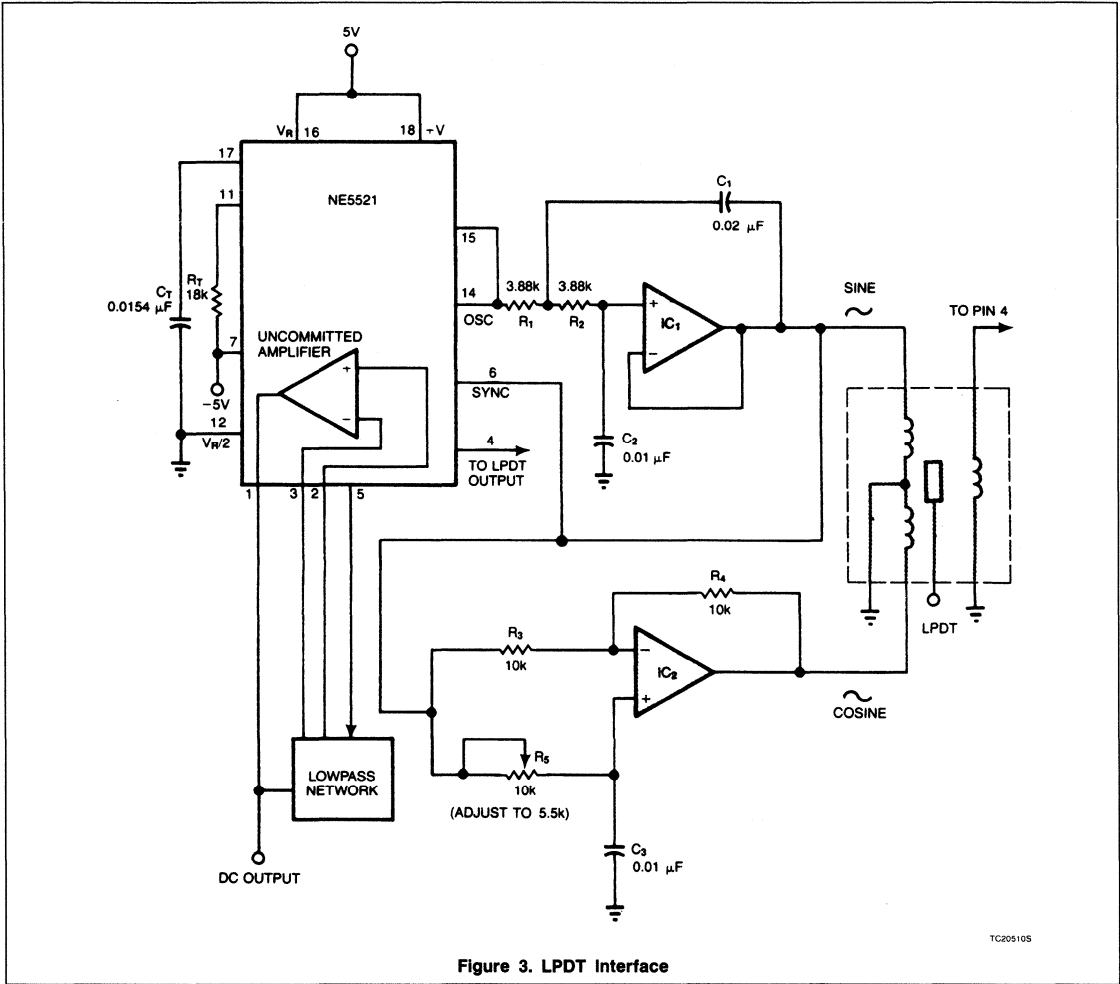 5V
VR 16
18 +V
17
11
NE5521
15
14
OSC
CT
0.0154 µF
RT
18k
7
−5V
UNCOMMITTED
AMPLIFIER
+
−
12
VR/2
6
SYNC
4
TO LPDT
OUTPUT
1
3
2
5
C1
0.02 µF
3.88k
R1
3.88k
R2
+
−
IC1
C2
0.01 µF
SINE
TO PIN 4
LPDT
R3
10k
R4
10k
−
+
IC2
COSINE
R5
10k
(ADJUST TO 5.5k)
C3
0.01 µF
LOWPASS
NETWORK
DC OUTPUT
TC20510S
Figure 3. LPDT Interface